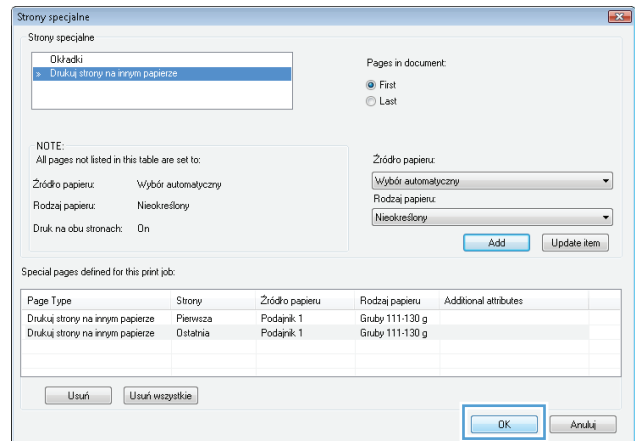 Strony specjalne
Strony specjalne
Okładki
» Drukuj strony na innym papierze
Pages in document:
First
Last
NOTE:
All pages not listed in this table are set to:
Źródło papieru: Wybór automatyczny
Rodzaj papieru: Nieokreślony
Druk na obu stronach: On
Źródło papieru:
Wybór automatyczny
Rodzaj papieru:
Nieokreślony
Add Update item
Special pages defined for this print job:
Page Type Strony Źródło papieru Rodzaj papieru Additional attributes
Drukuj strony na innym papierze Pierwsza Podajnik 1 Gruby 111-130 g
Drukuj strony na innym papierze Ostatnia Podajnik 1 Gruby 111-130 g
Usuń Usuń wszystkie
OK Anuluj